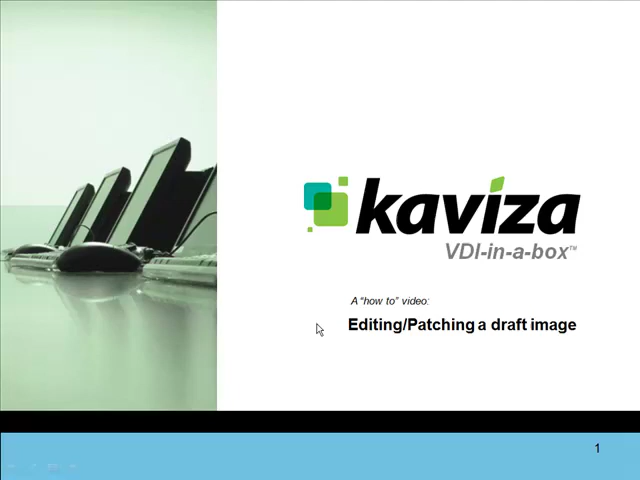 kaviza
VDI-in-a-box™
A "how to" video:
Editing/Patching a draft image
1